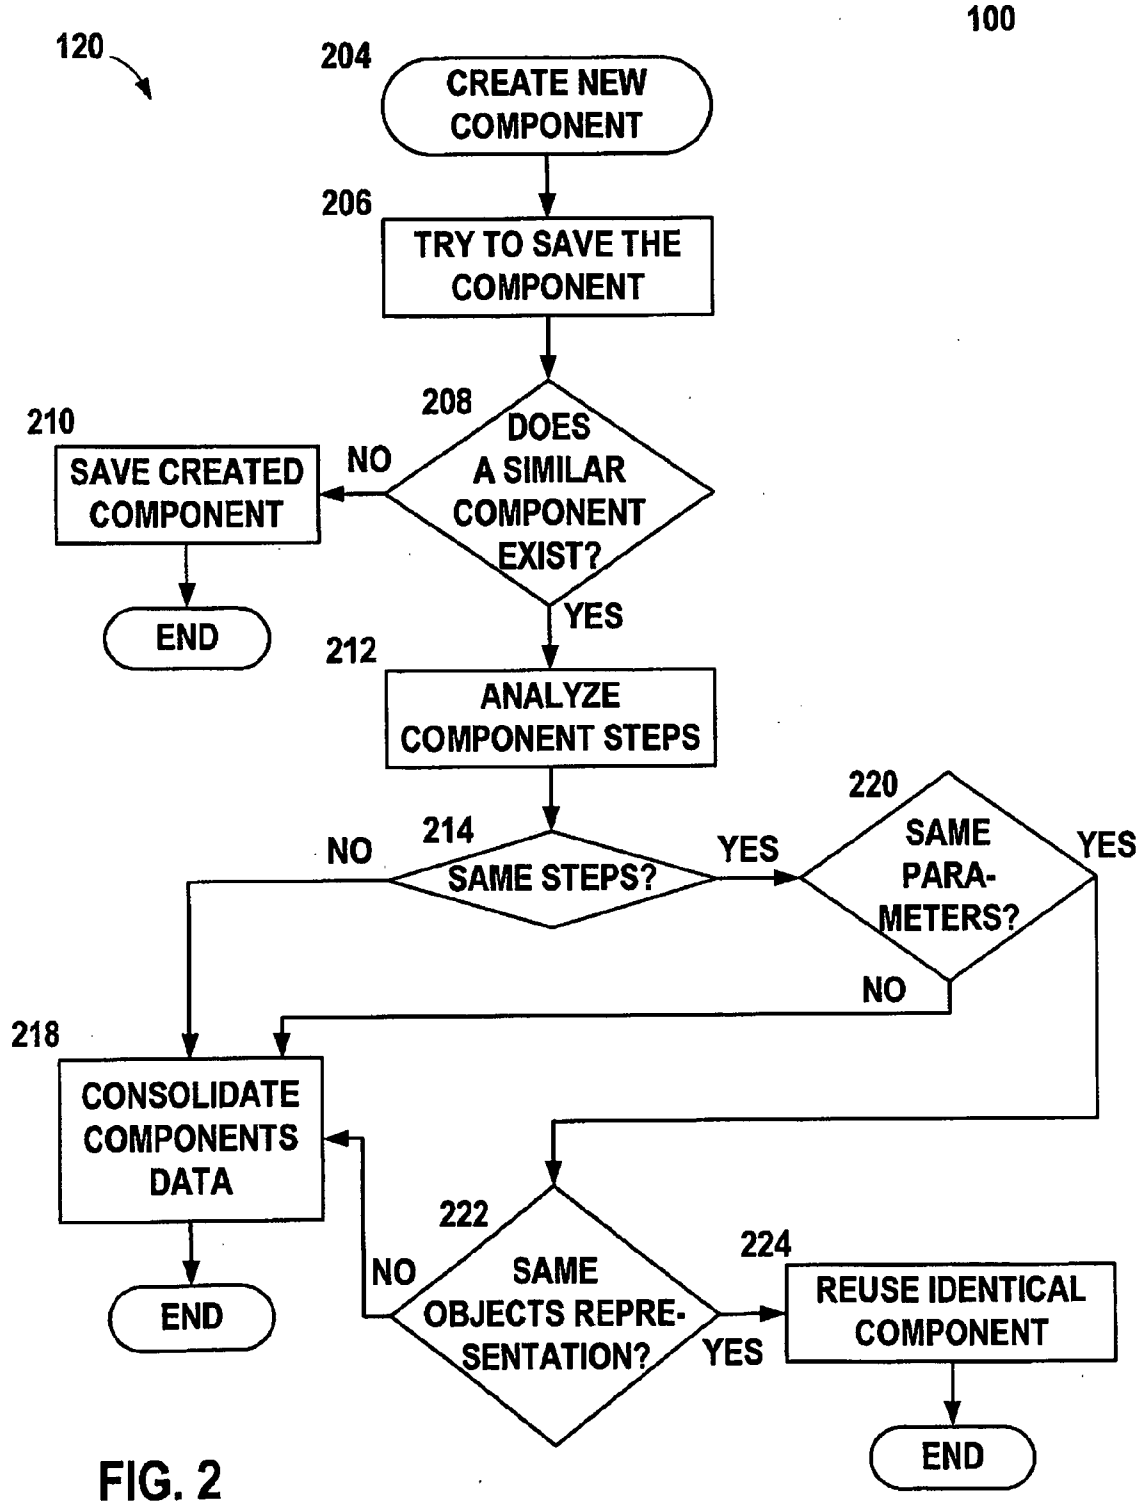 100
120
204
CREATE NEW
COMPONENT
206
TRY TO SAVE THE
COMPONENT
208
DOES
A SIMILAR
COMPONENT
EXIST?
NO
210
SAVE CREATED
COMPONENT
END
YES
212
ANALYZE
COMPONENT STEPS
214
SAME STEPS?
NO
YES
220
SAME
PARA-
METERS?
YES
NO
218
CONSOLIDATE
COMPONENTS
DATA
END
222
SAME
OBJECTS REPRE-
SENTATION?
NO
YES
224
REUSE IDENTICAL
COMPONENT
END
FIG. 2